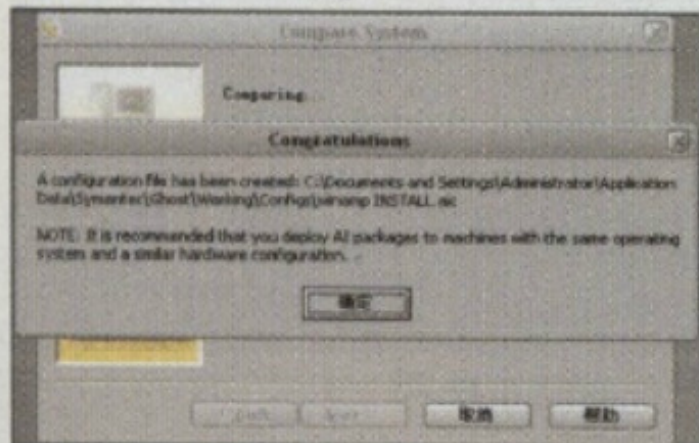 Compare System
Comparing...
Congratulations
A configuration file has been created: C:\Documents and Settings\Administrator\Application
Data\Symantec\Ghost\Working\Configs\winamp INSTALL.aic
NOTE: It is recommended that you deploy AI packages to machines with the same operating
system and a similar hardware configuration.
确定
取消
帮助